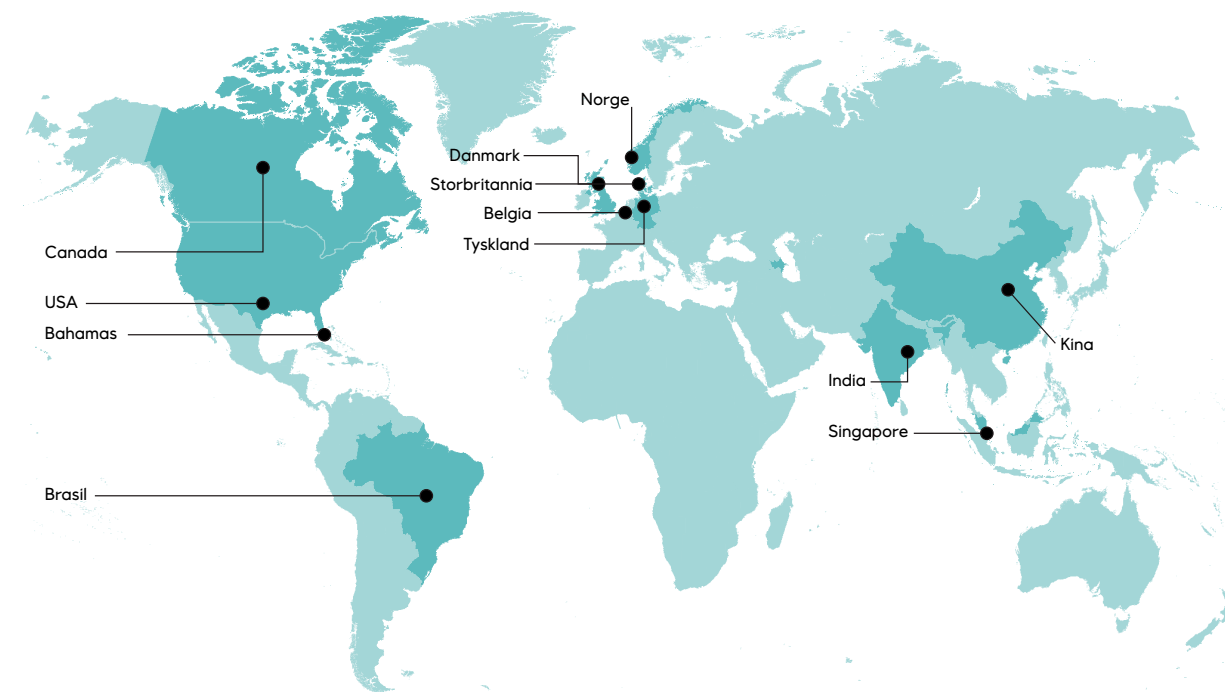 Norge
Danmark
Storbritannia
Belgia
Tyskland
Canada
USA
Bahamas
Kina
India
Singapore
Brasil